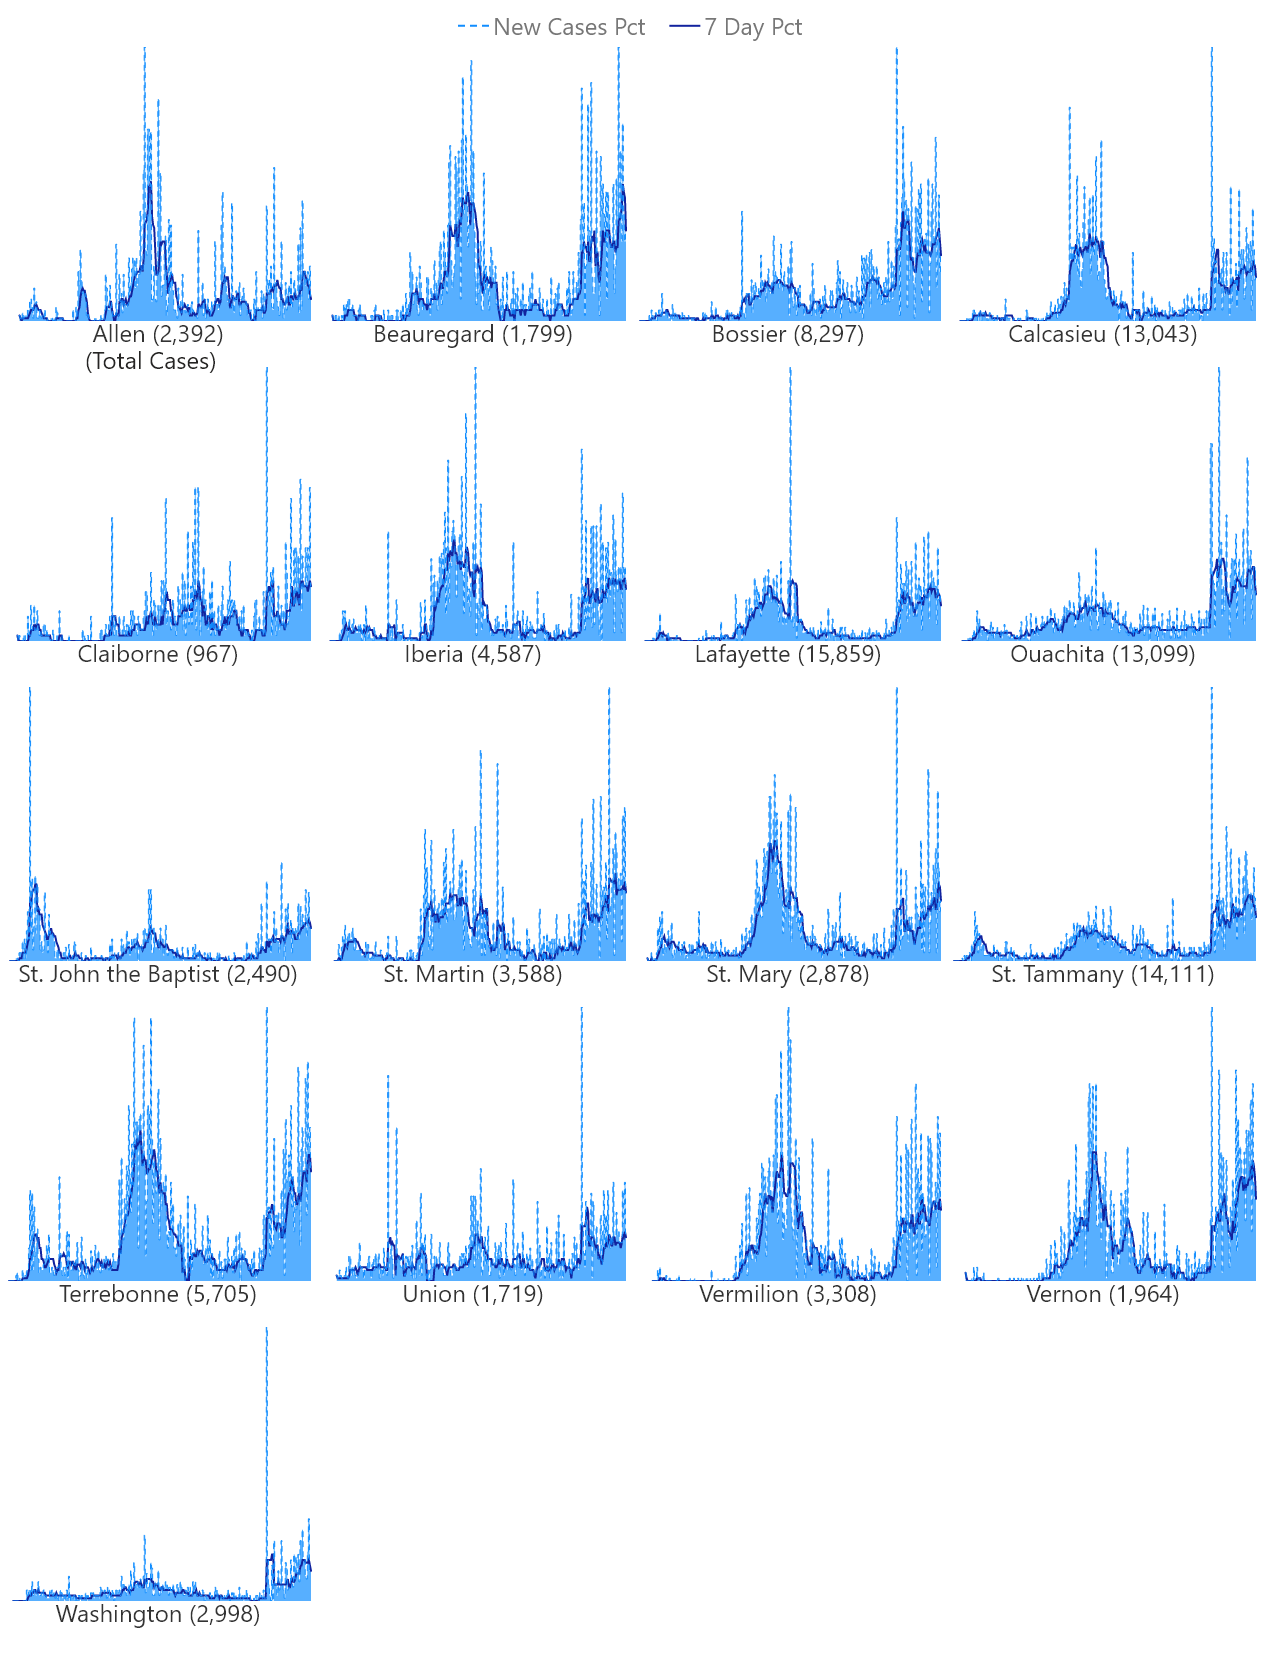 New Cases Pct 7 Day Pct
Allen (2,392) Beauregard (1,799) Bossier (8,297) Calcasieu (13,043)
(Total Cases)
Claiborne (967) Iberia (4,587) Lafayette (15,859) Ouachita (13,099)
St. John the Baptist (2,490) St. Martin (3,588) St. Mary (2,878) St. Tammany (14,111)
Terrebonne (5,705) Union (1,719) Vermilion (3,308) Vernon (1,964)
Washington (2,998)